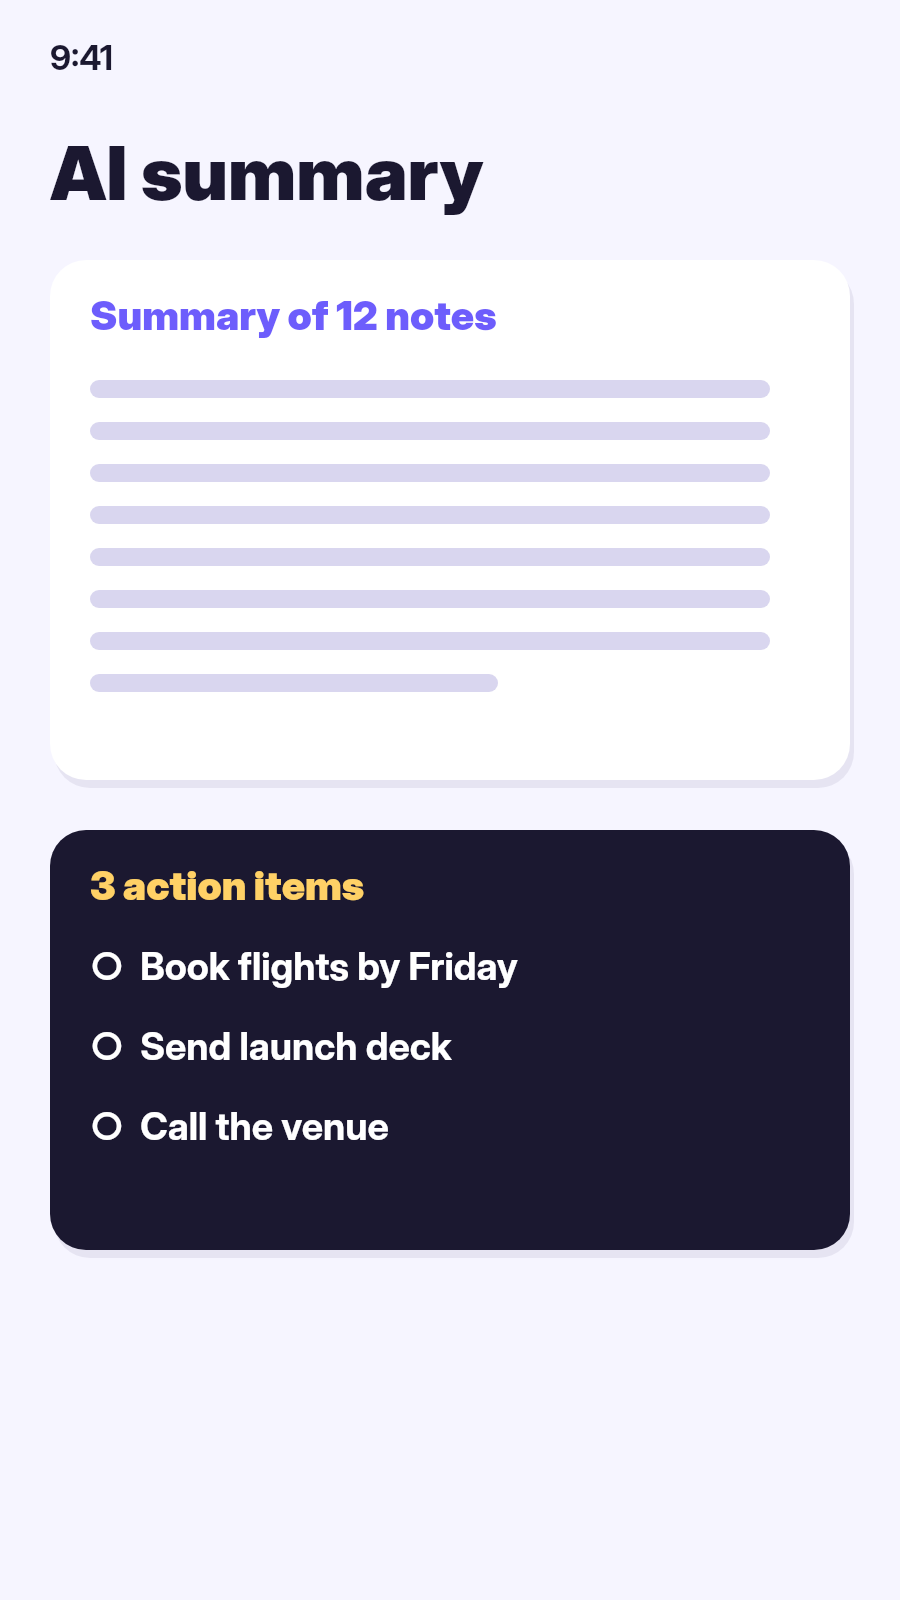 9:41
AI summary
Summary of 12 notes
3 action items
Book flights by Friday
Send launch deck
Call the venue